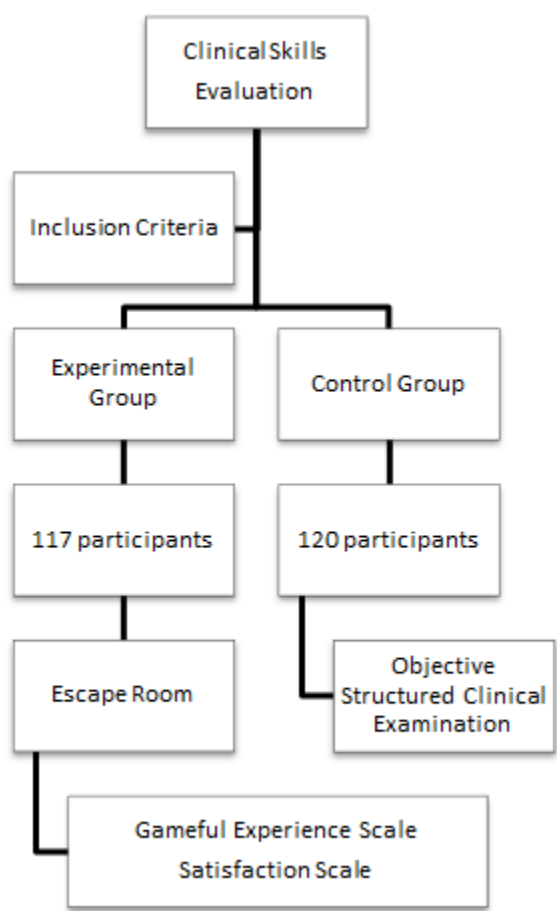 Clinical Skills
Evaluation
Inclusion Criteria
Experimental
Group
Control Group
117 participants
120 participants
Escape Room
Objective
Structured Clinical
Examination
Gameful Experience Scale
Satisfaction Scale